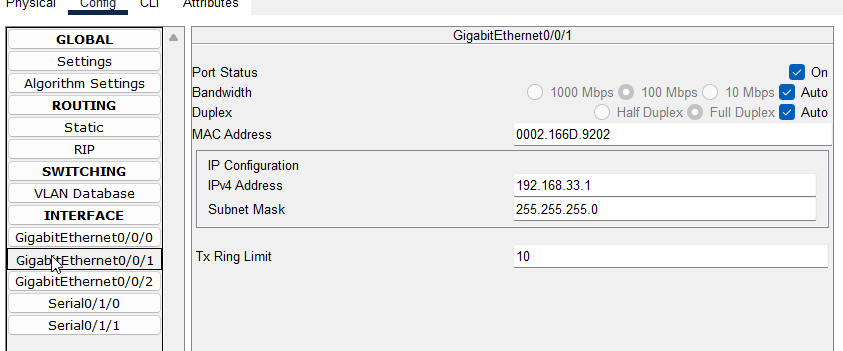 Physical Config CLI Attributes
GLOBAL
Settings
Algorithm Settings
ROUTING
Static
RIP
SWITCHING
VLAN Database
INTERFACE
GigabitEthernet0/0/0
GigabitEthernet0/0/1
GigabitEthernet0/0/2
Serial0/1/0
Serial0/1/1
GigabitEthernet0/0/1
Port Status On
Bandwidth 1000 Mbps 100 Mbps 10 Mbps Auto
Duplex Half Duplex Full Duplex Auto
MAC Address 0002.166D.9202
IP Configuration
IPv4 Address 192.168.33.1
Subnet Mask 255.255.255.0
Tx Ring Limit 10